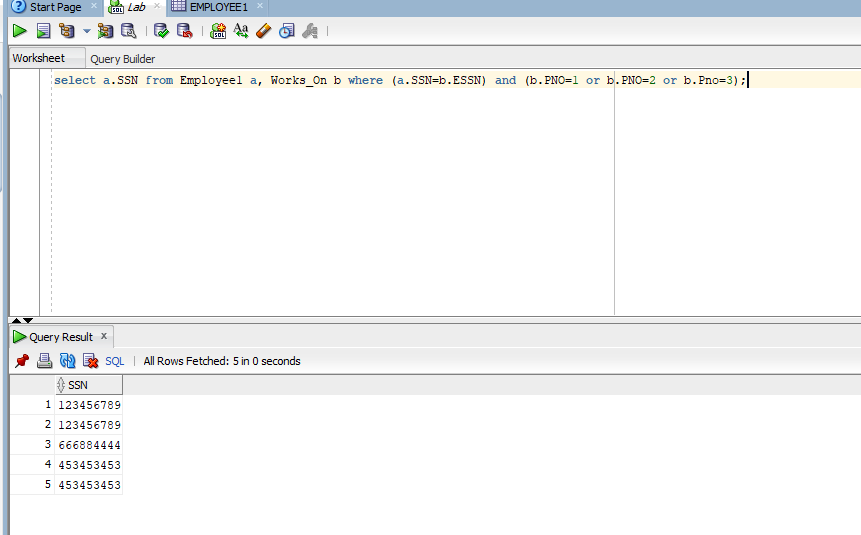 Start Page × Lab × EMPLOYEE1 ×
Worksheet Query Builder
select a.SSN from Employee1 a, Works_On b where (a.SSN=b.ESSN) and (b.PNO=1 or b.PNO=2 or b.Pno=3);
Query Result ×
SQL | All Rows Fetched: 5 in 0 seconds
SSN
1 123456789
2 123456789
3 666884444
4 453453453
5 453453453